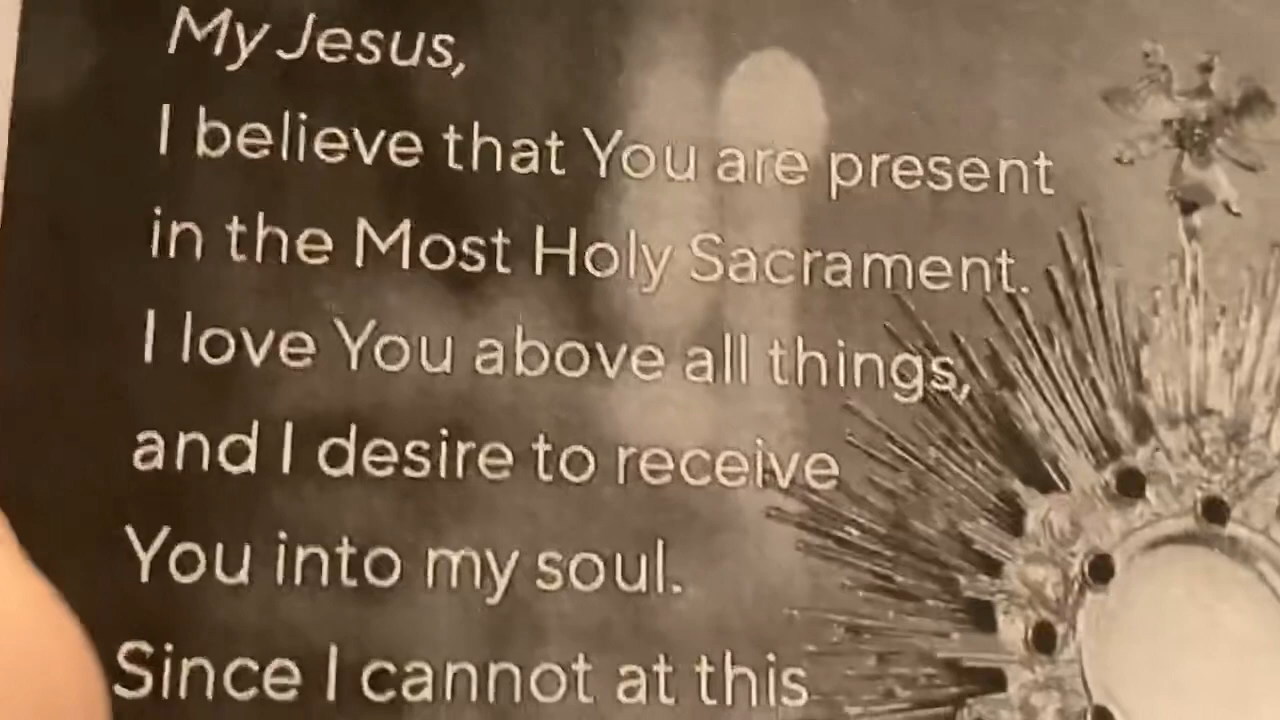 My Jesus,
I believe that You are present
in the Most Holy Sacrament.
I love You above all things,
and I desire to receive
You into my soul.
Since I cannot at this